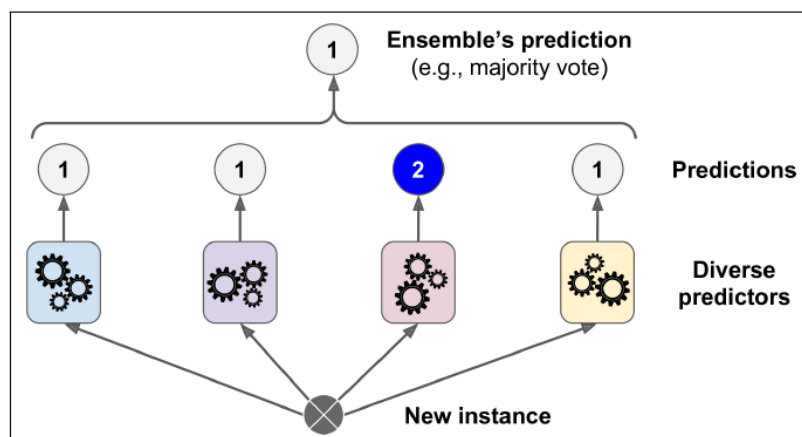 1
Ensemble's prediction
(e.g., majority vote)
1
1
2
1
Predictions
Diverse
predictors
New instance